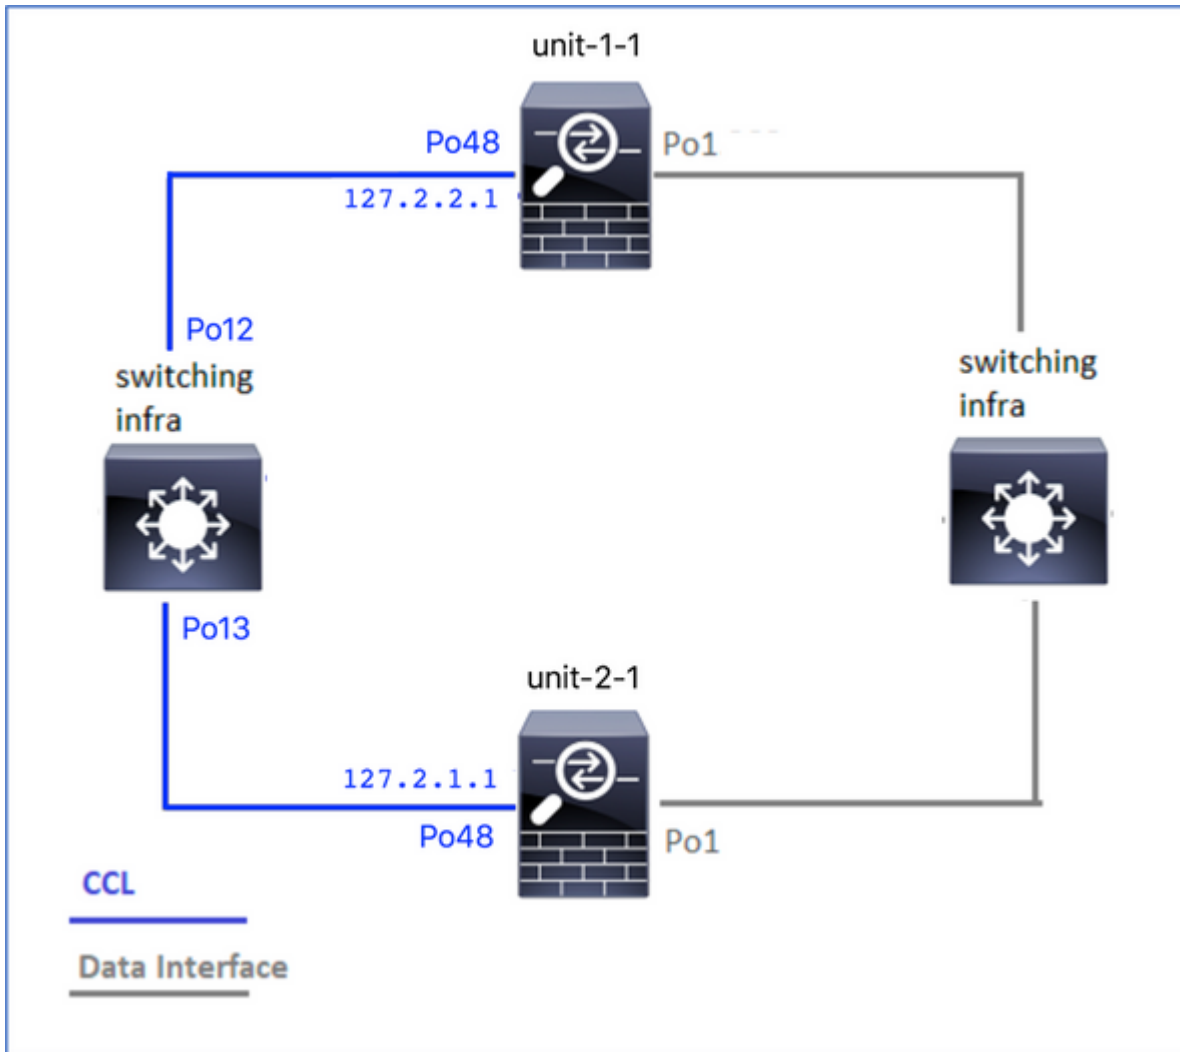 unit-1-1
Po48
Po1
127.2.2.1
Po12
switching
infra
switching
infra
Po13
unit-2-1
127.2.1.1
Po48
Po1
CCL
Data Interface